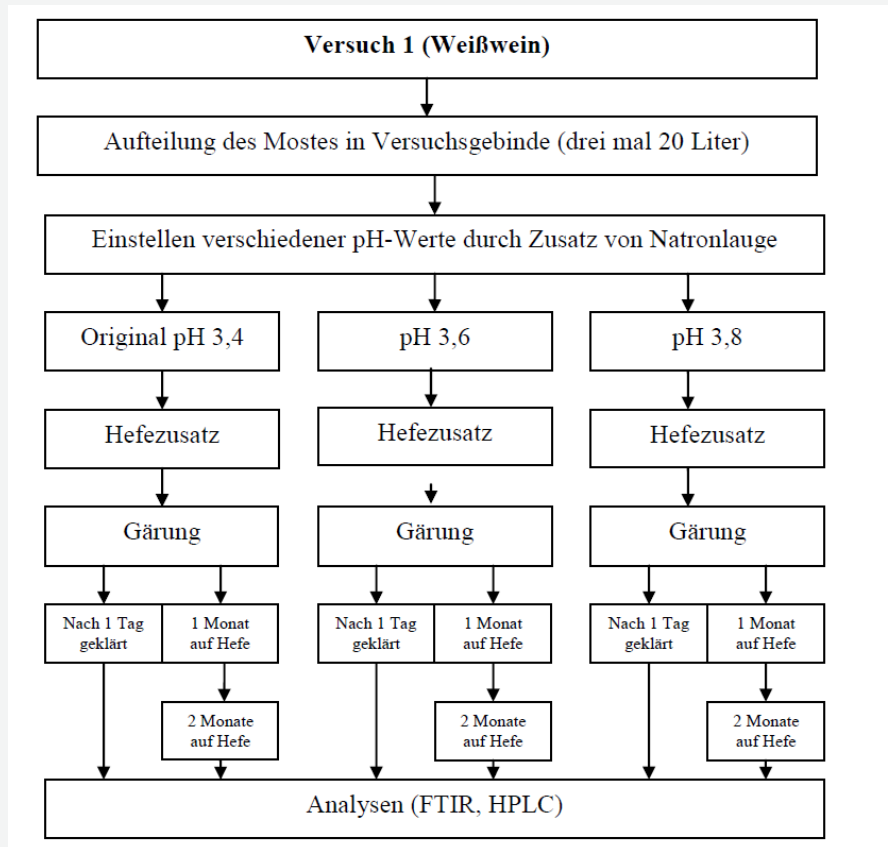 Versuch 1 (Weißwein)
Aufteilung des Mostes in Versuchsgebinde (drei mal 20 Liter)
Einstellen verschiedener pH-Werte durch Zusatz von Natronlauge
Original pH 3,4
pH 3,6
pH 3,8
Hefezusatz
Hefezusatz
Hefezusatz
Gärung
Gärung
Gärung
Nach 1 Tag
geklärt
1 Monat
auf Hefe
Nach 1 Tag
geklärt
1 Monat
auf Hefe
Nach 1 Tag
geklärt
1 Monat
auf Hefe
2 Monate
auf Hefe
2 Monate
auf Hefe
2 Monate
auf Hefe
Analysen (FTIR, HPLC)